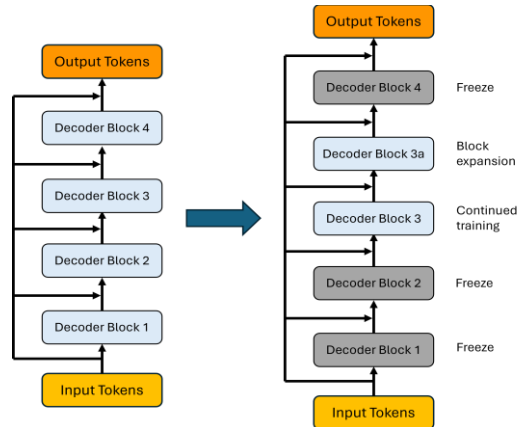 Output Tokens
Decoder Block 4
Decoder Block 3
Decoder Block 2
Decoder Block 1
Input Tokens
Output Tokens
Decoder Block 4
Freeze
Decoder Block 3a
Block
expansion
Decoder Block 3
Continued
training
Decoder Block 2
Freeze
Decoder Block 1
Freeze
Input Tokens